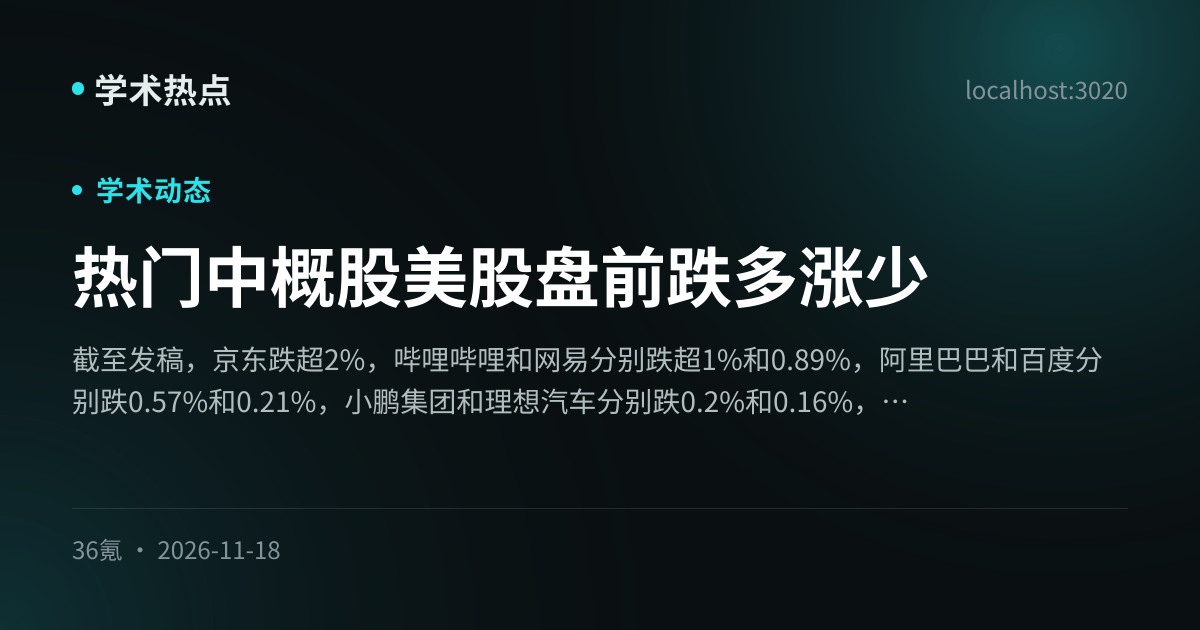 学术热点
localhost:3020
学术动态
热门中概股美股盘前跌多涨少
截至发稿，京东跌超2%，哔哩哔哩和网易分别跌超1%和0.89%，阿里巴巴和百度分
别跌0.57%和0.21%，小鹏集团和理想汽车分别跌0.2%和0.16%，…
36氪 · 2026-11-18